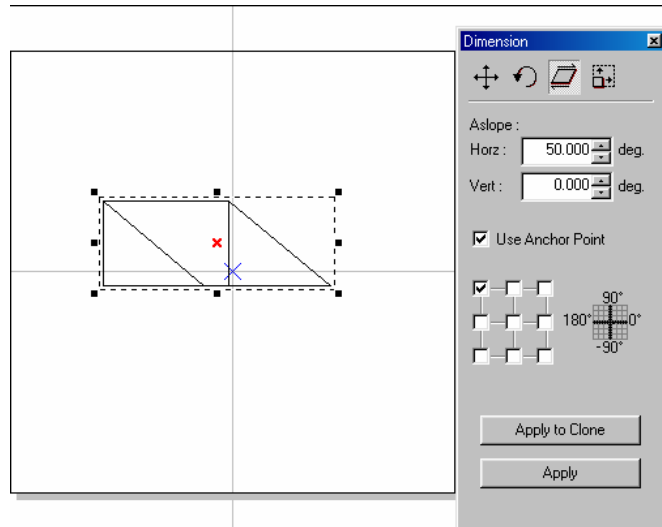 Dimension
Aslope :
Horz : 50.000 deg.
Vert : 0.000 deg.
Use Anchor Point
90°
180° 0°
-90°
Apply to Clone
Apply